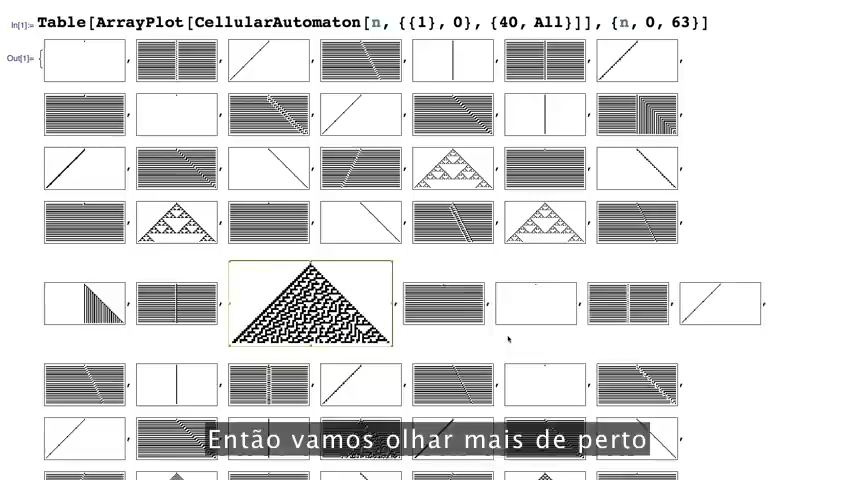 In[1]:= Table[ArrayPlot[CellularAutomaton[n, {{1}, 0}, {40, All}]], {n, 0, 63}]
Out[1]=
Então vamos olhar mais de perto